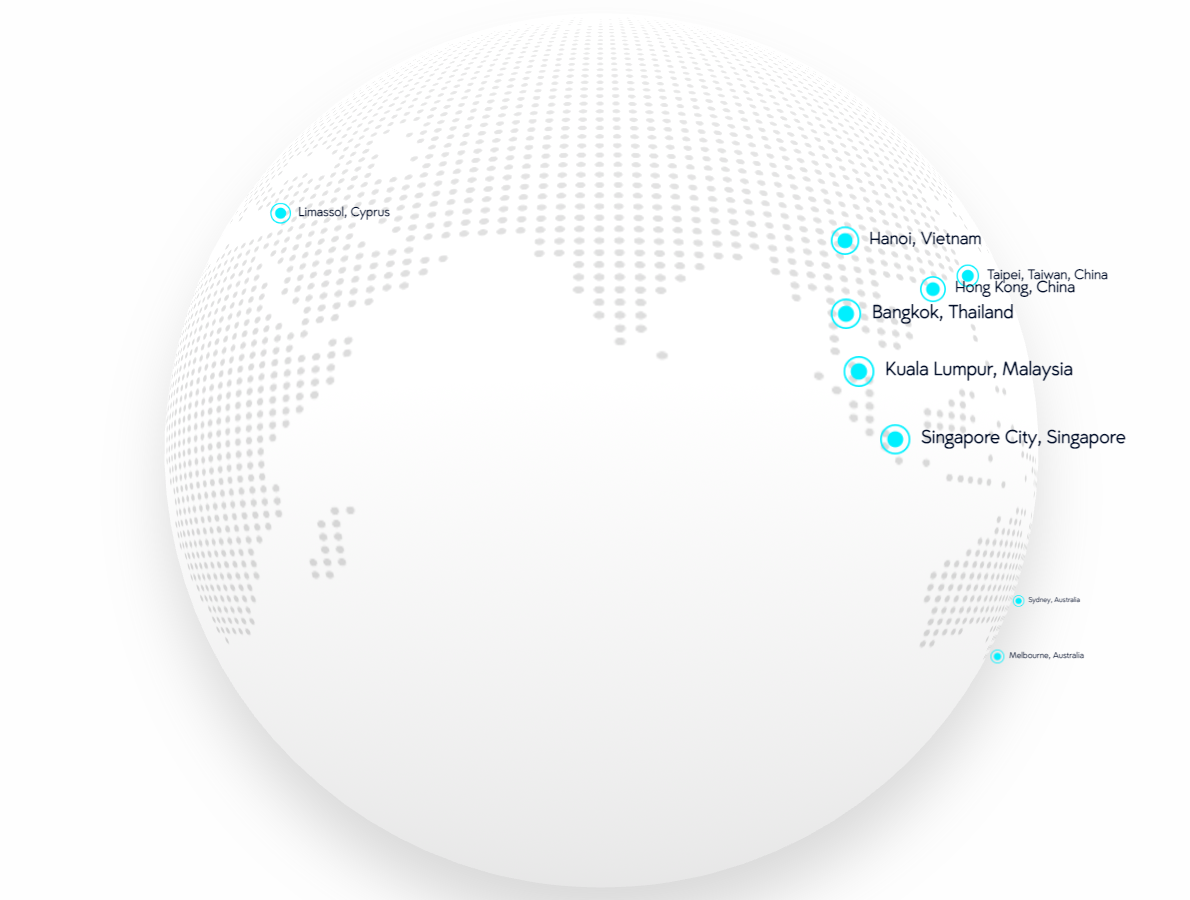 Limassol, Cyprus
Hanoi, Vietnam
Taipei, Taiwan, China
Hong Kong, China
Bangkok, Thailand
Kuala Lumpur, Malaysia
Singapore City, Singapore
Sydney, Australia
Melbourne, Australia